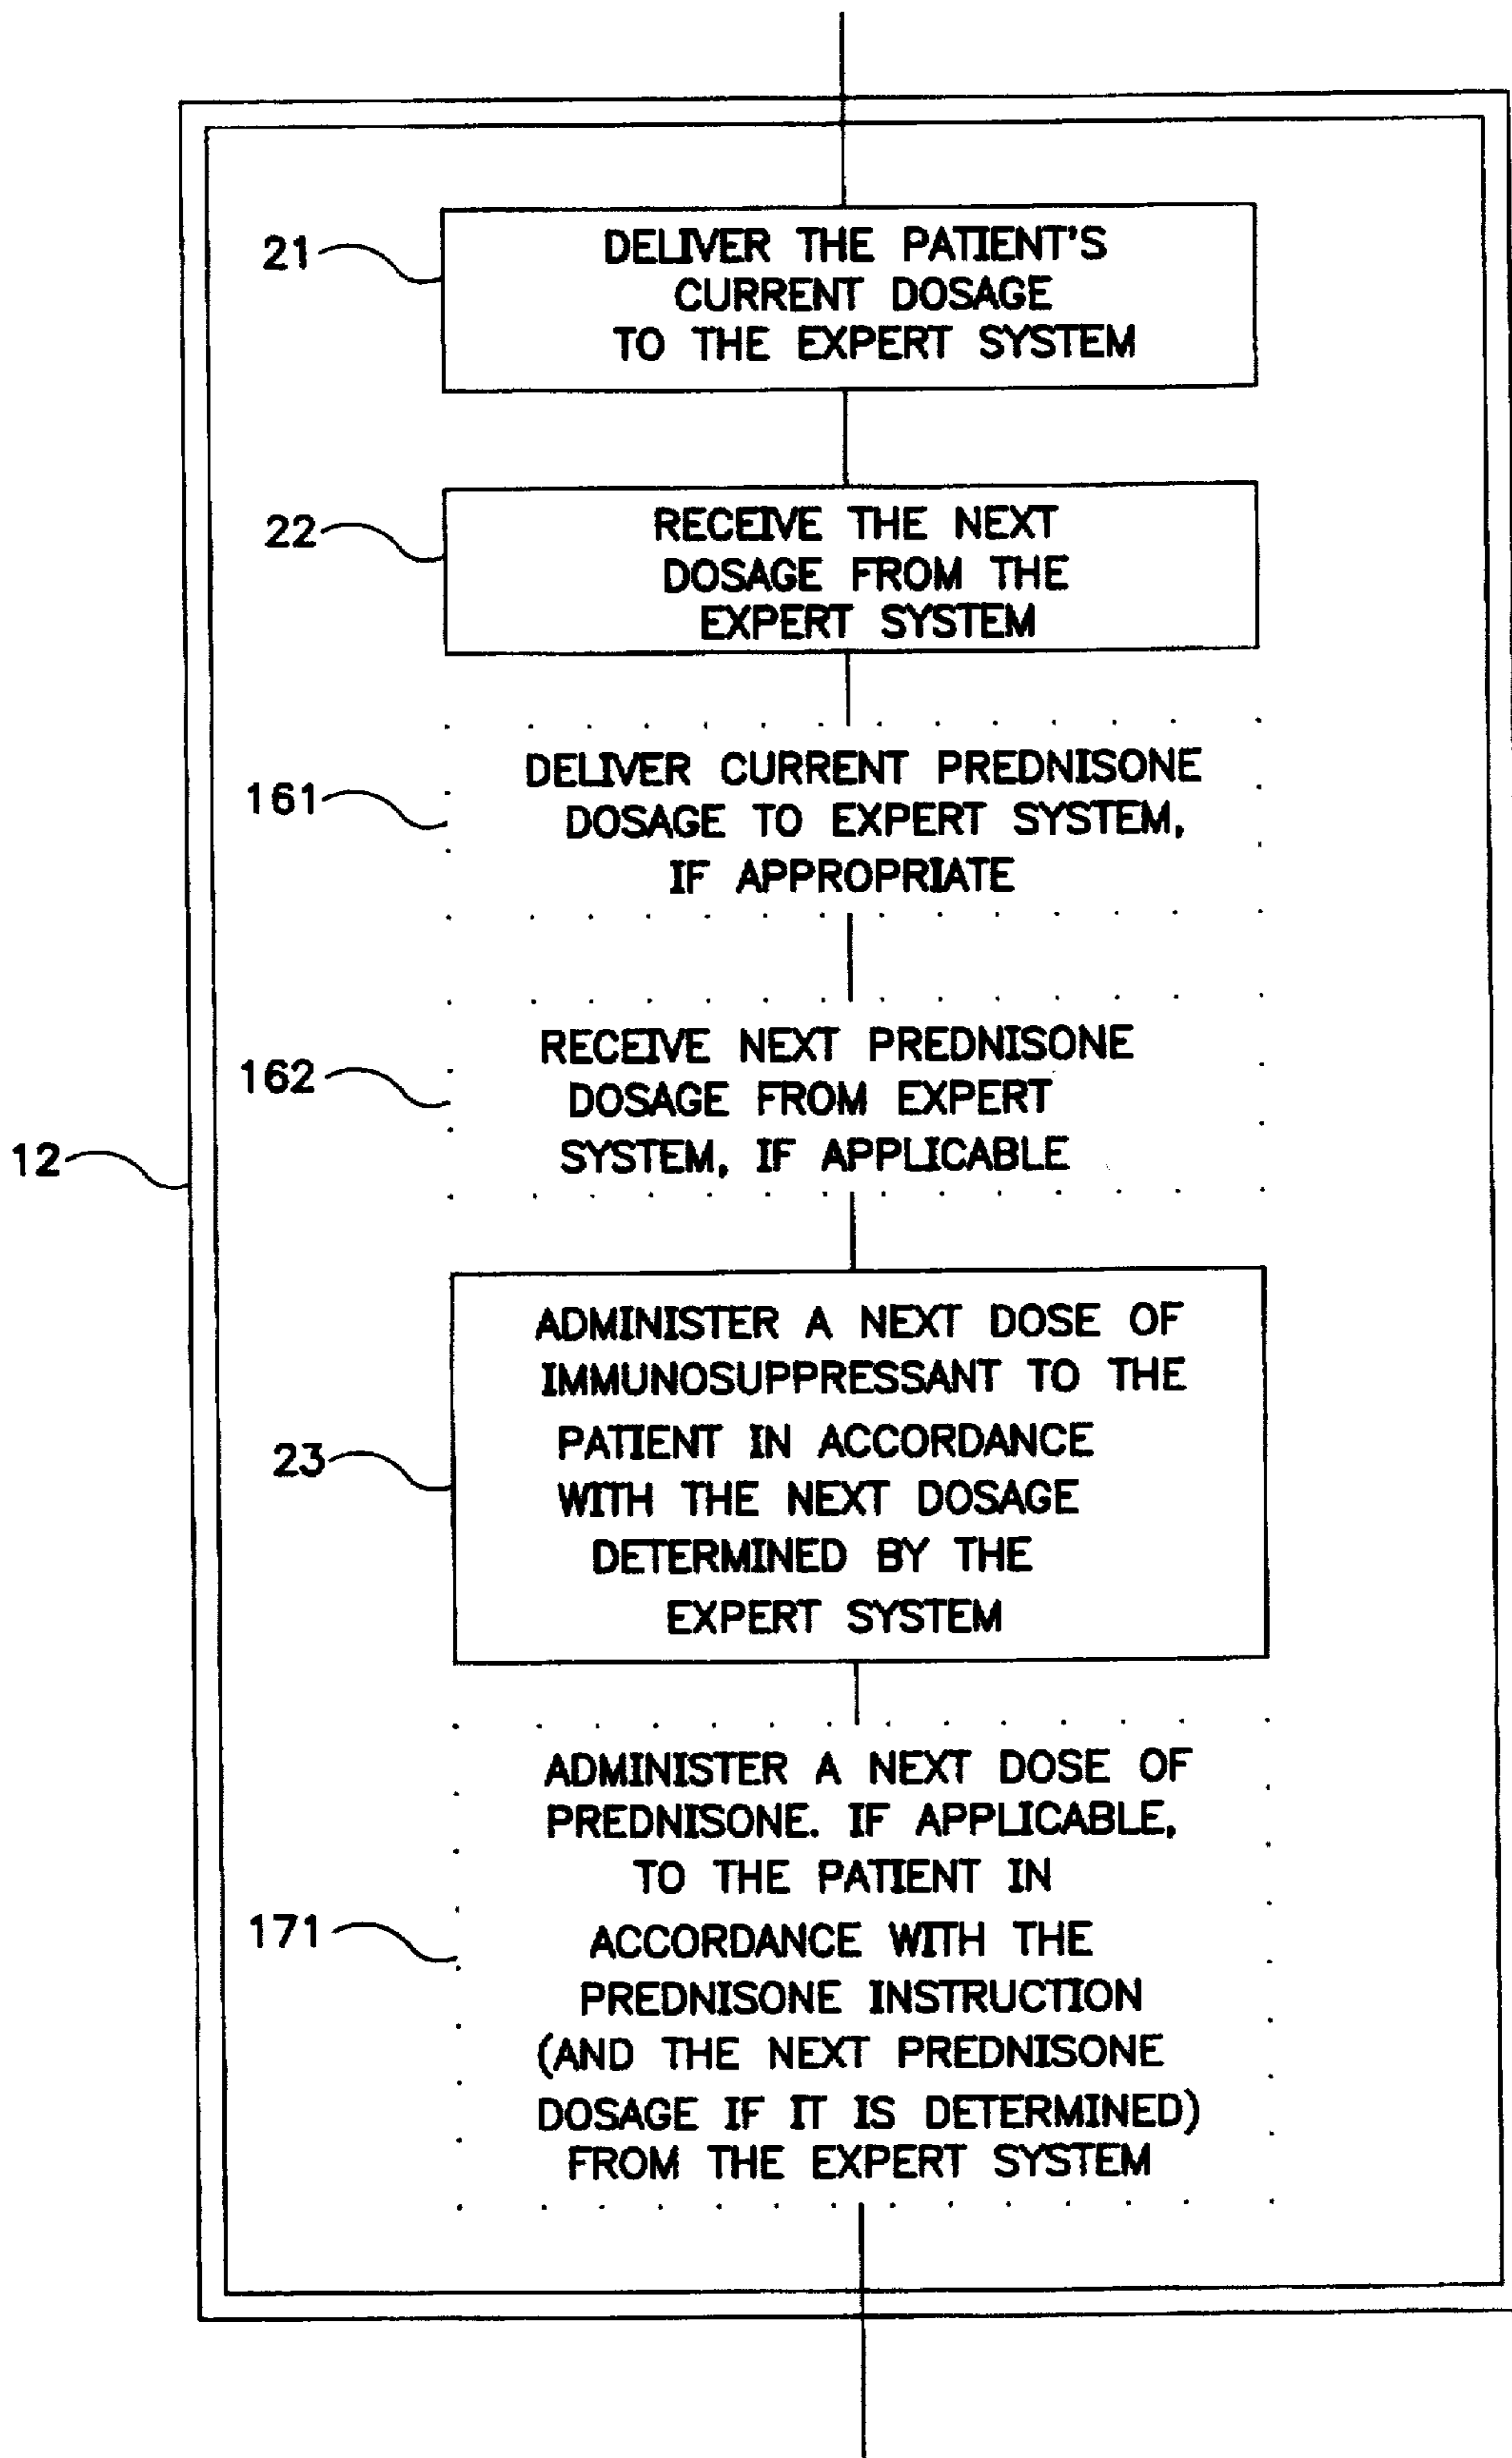 21
DELIVER THE PATIENT'S
CURRENT DOSAGE
TO THE EXPERT SYSTEM
22
RECEIVE THE NEXT
DOSAGE FROM THE
EXPERT SYSTEM
161
DELIVER CURRENT PREDNISONE
DOSAGE TO EXPERT SYSTEM,
IF APPROPRIATE
162
RECEIVE NEXT PREDNISONE
DOSAGE FROM EXPERT
SYSTEM, IF APPLICABLE
12
23
ADMINISTER A NEXT DOSE OF
IMMUNOSUPPRESSANT TO THE
PATIENT IN ACCORDANCE
WITH THE NEXT DOSAGE
DETERMINED BY THE
EXPERT SYSTEM
171
ADMINISTER A NEXT DOSE OF
PREDNISONE. IF APPLICABLE,
TO THE PATIENT IN
ACCORDANCE WITH THE
PREDNISONE INSTRUCTION
(AND THE NEXT PREDNISONE
DOSAGE IF IT IS DETERMINED)
FROM THE EXPERT SYSTEM